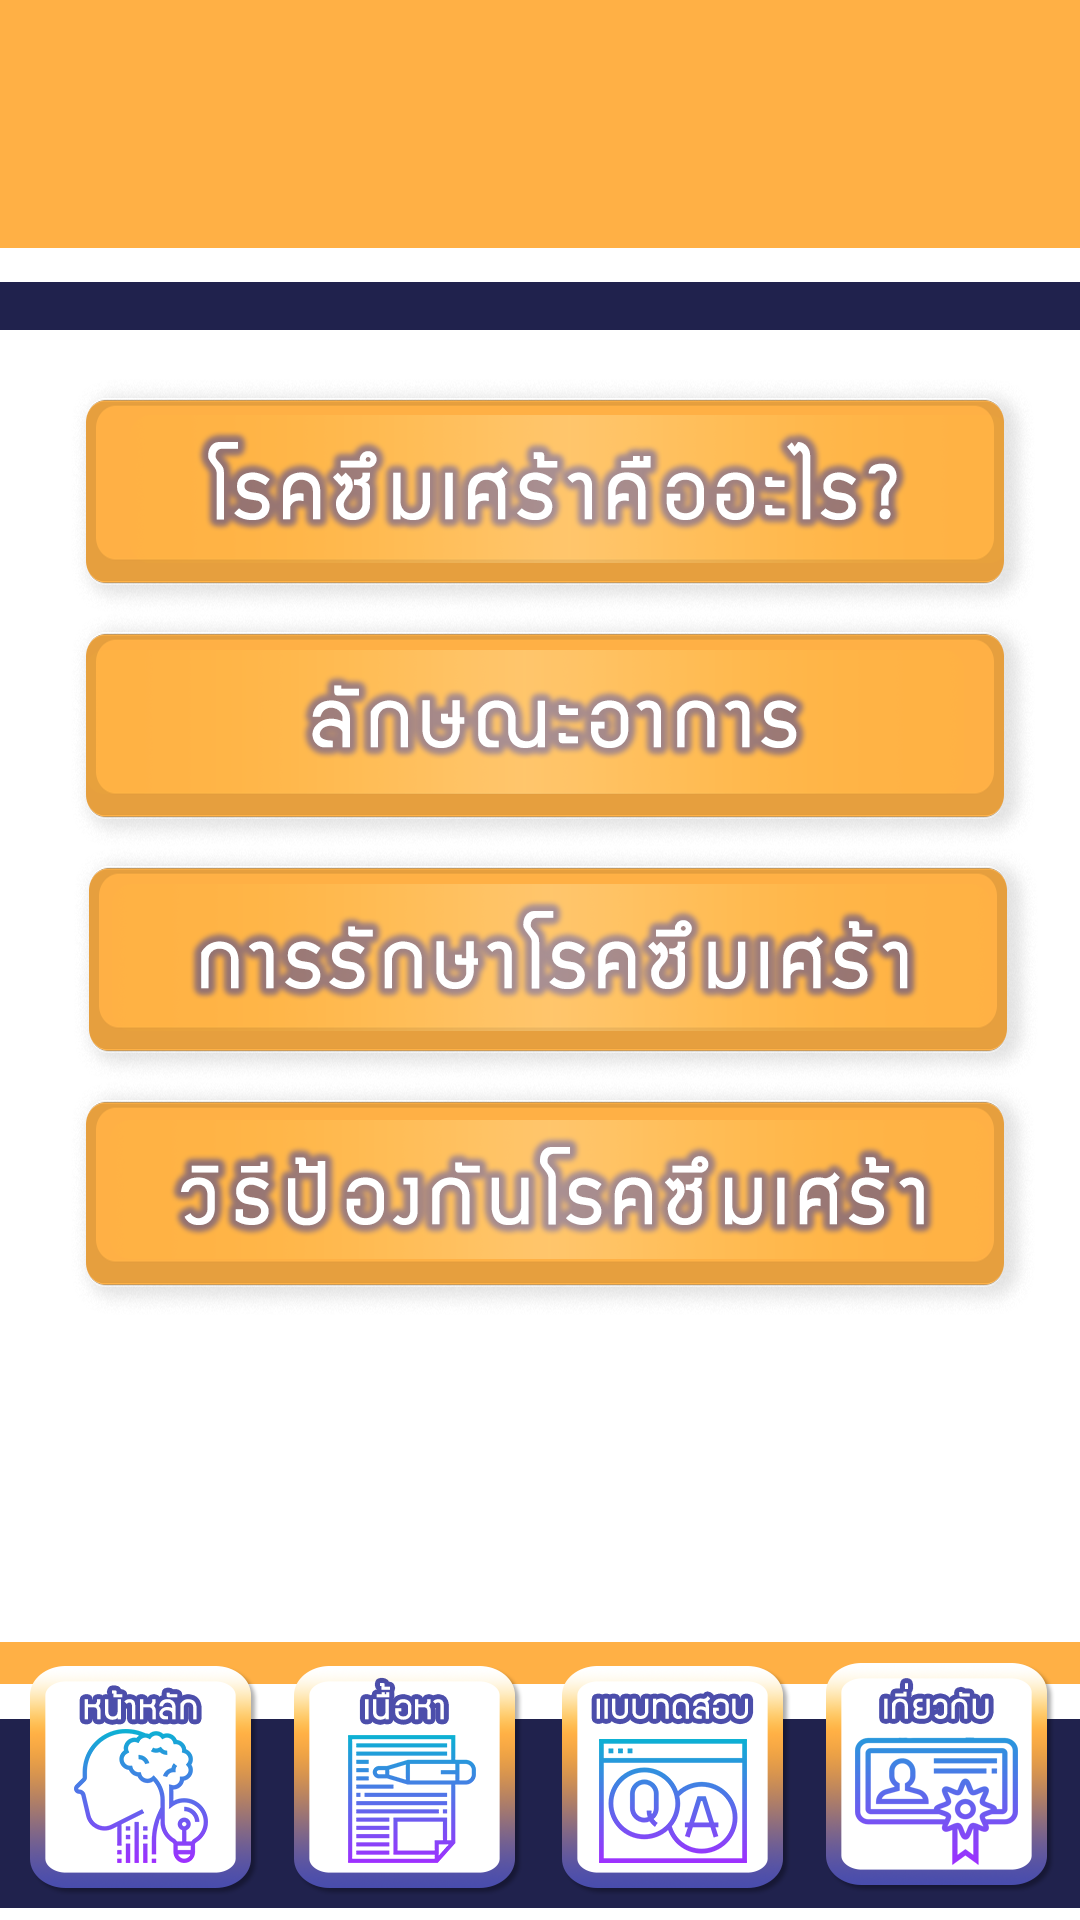 โรคซึมเศร้าคืออะไร?
ลักษณะอาการ
การรักษาโรคซึมเศร้า
วิธีป้องกันโรคซึมเศร้า
หน้าหลัก เนื้อหา แบบทดสอบ เกี่ยวกับ
Q A